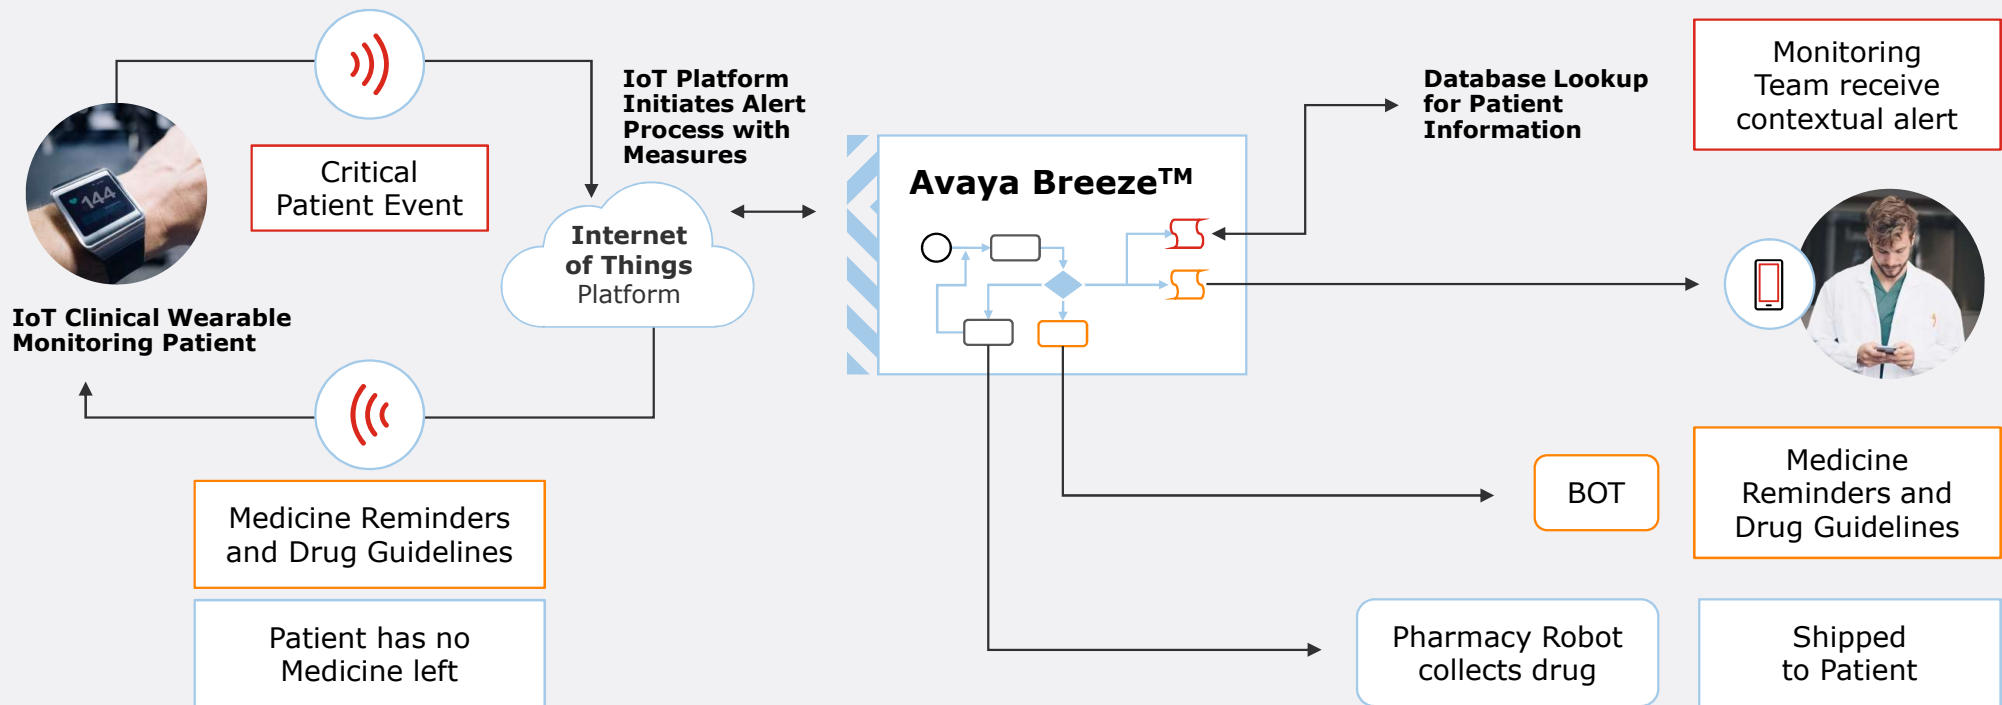 IoT Platform
Initiates Alert
Process with
Measures
Database Lookup
for Patient
Information
Monitoring
Team receive
contextual alert
144
Critical
Patient Event
Avaya Breeze™
Internet
of Things
Platform
IoT Clinical Wearable
Monitoring Patient
Medicine Reminders
and Drug Guidelines
BOT
Medicine
Reminders and
Drug Guidelines
Patient has no
Medicine left
Pharmacy Robot
collects drug
Shipped
to Patient